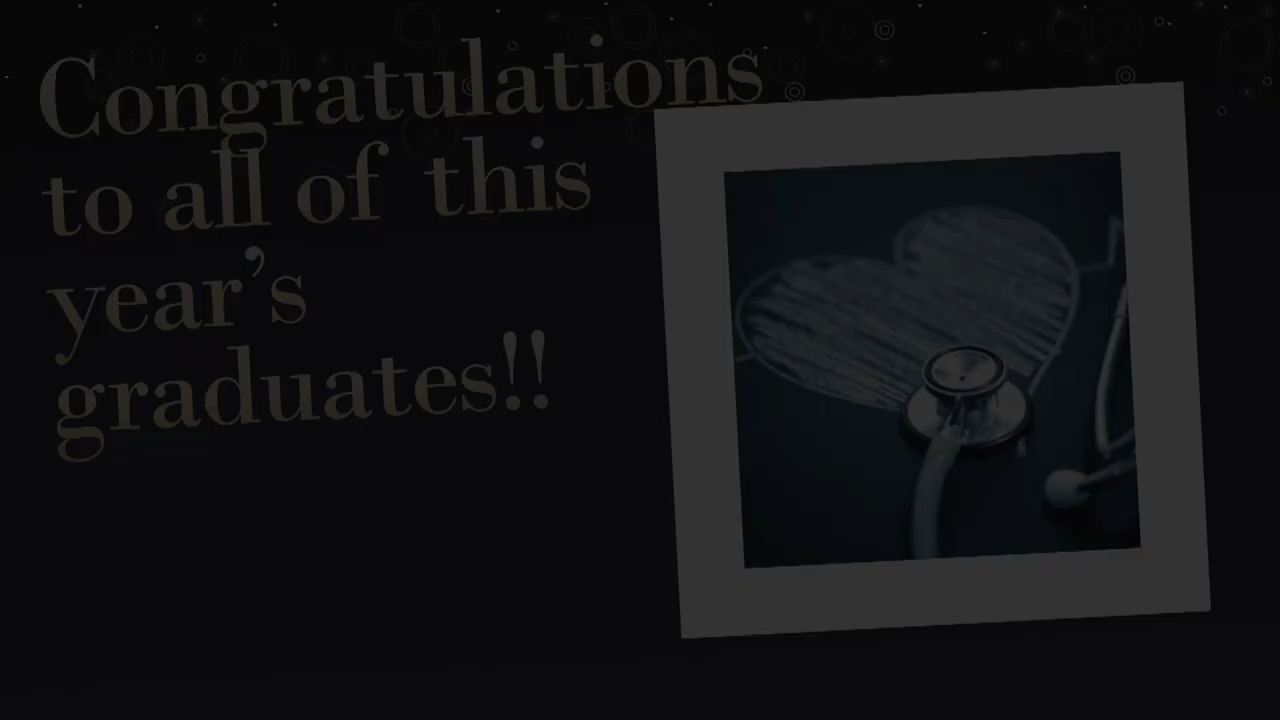 Congratulations
to all of this
year’s
graduates!!